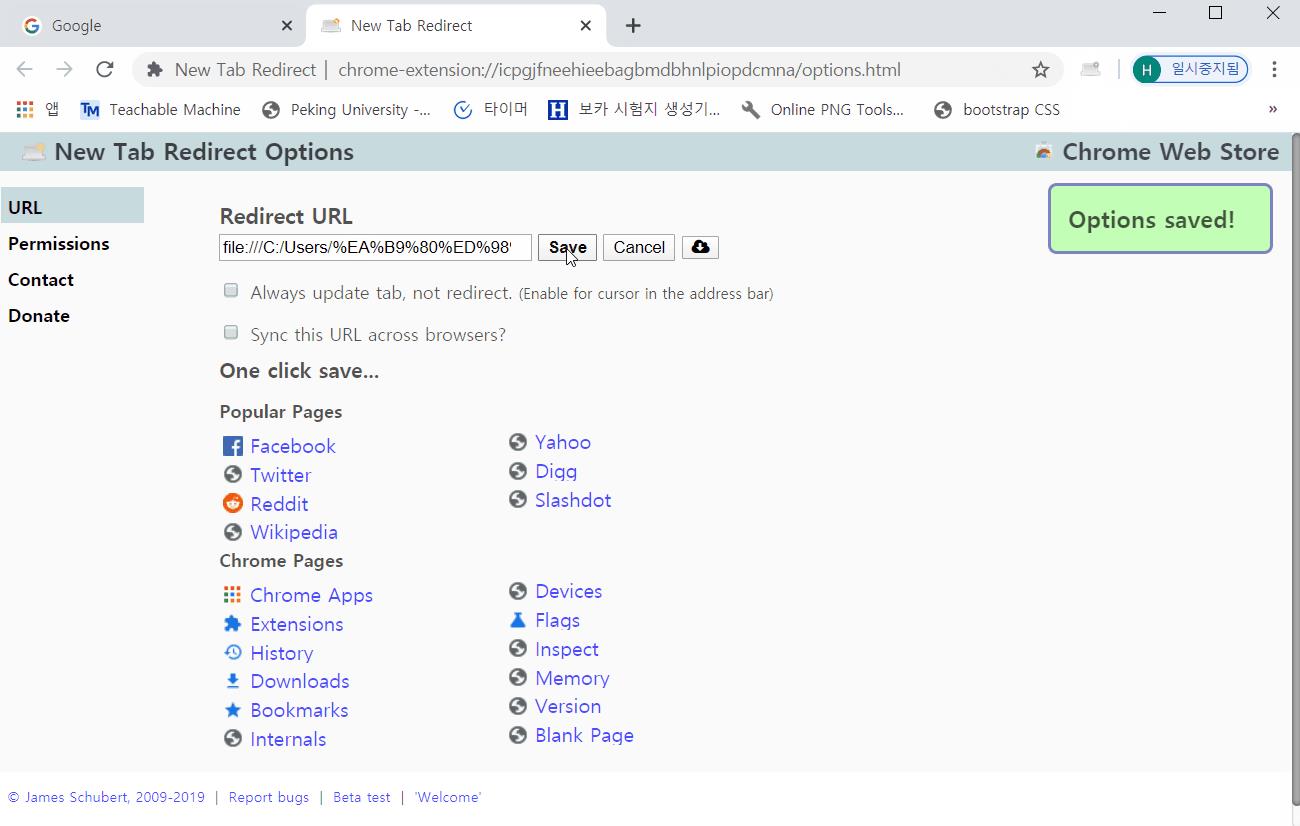 Google
New Tab Redirect
New Tab Redirect | chrome-extension://icpgjfneehieebagbmdbhnlpiopdcmna/options.html
H 일시중지됨
앱 TM Teachable Machine Peking University -... 타이머 H 보카 시험지 생성기... Online PNG Tools... bootstrap CSS »
New Tab Redirect Options
Chrome Web Store
URL
Permissions
Contact
Donate
Options saved!
Redirect URL
file:///C:/Users/%EA%B9%80%ED%98% Save Cancel
Always update tab, not redirect. (Enable for cursor in the address bar)
Sync this URL across browsers?
One click save...
Popular Pages
Facebook
Twitter
Reddit
Wikipedia
Yahoo
Digg
Slashdot
Chrome Pages
Chrome Apps
Extensions
History
Downloads
Bookmarks
Internals
Devices
Flags
Inspect
Memory
Version
Blank Page
© James Schubert, 2009-2019 | Report bugs | Beta test | 'Welcome'